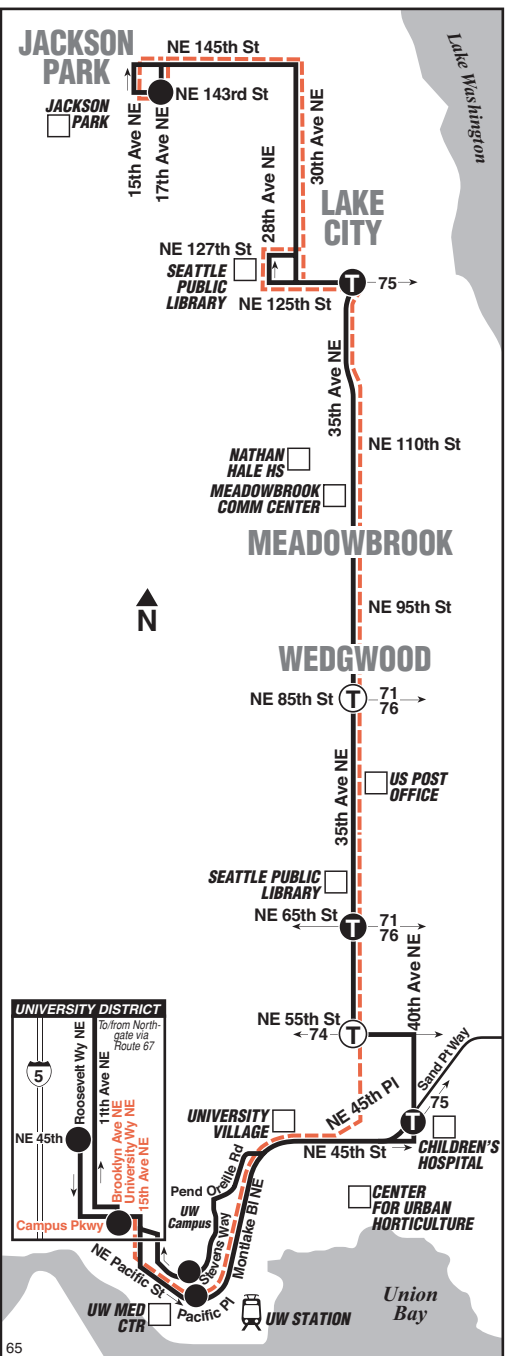 JACKSON
PARK
NE 145th St
NE 143rd St
JACKSON
PARK
15th Ave NE
17th Ave NE
30th Ave NE
28th Ave NE
Lake Washington
LAKE
CITY
NE 127th St
SEATTLE
PUBLIC
LIBRARY
NE 125th St
T
75
35th Ave NE
NE 110th St
NATHAN
HALE HS
MEADOWBROOK
COMM CENTER
MEADOWBROOK
N
NE 95th St
WEDGWOOD
NE 85th St
T
71
76
35th Ave NE
US POST
OFFICE
SEATTLE PUBLIC
LIBRARY
NE 65th St
T
71
76
40th Ave NE
NE 55th St
74
T
Sand Pt Way
NE 45th Pl
T
75
UNIVERSITY
VILLAGE
NE 45th St
CHILDREN'S
HOSPITAL
CENTER
FOR URBAN
HORTICULTURE
UNIVERSITY DISTRICT
To/from North-
gate via
Route 67
5
Roosevelt Wy NE
11th Ave NE
NE 45th
Brooklyn Ave NE
University Wy NE
15th Ave NE
Campus Pkwy
Pend Oreille Rd
UW
Campus
Stevens Way
Montlake Bl NE
NE Pacific St
Pacific Pl
UW MED
CTR
UW STATION
Union
Bay
65